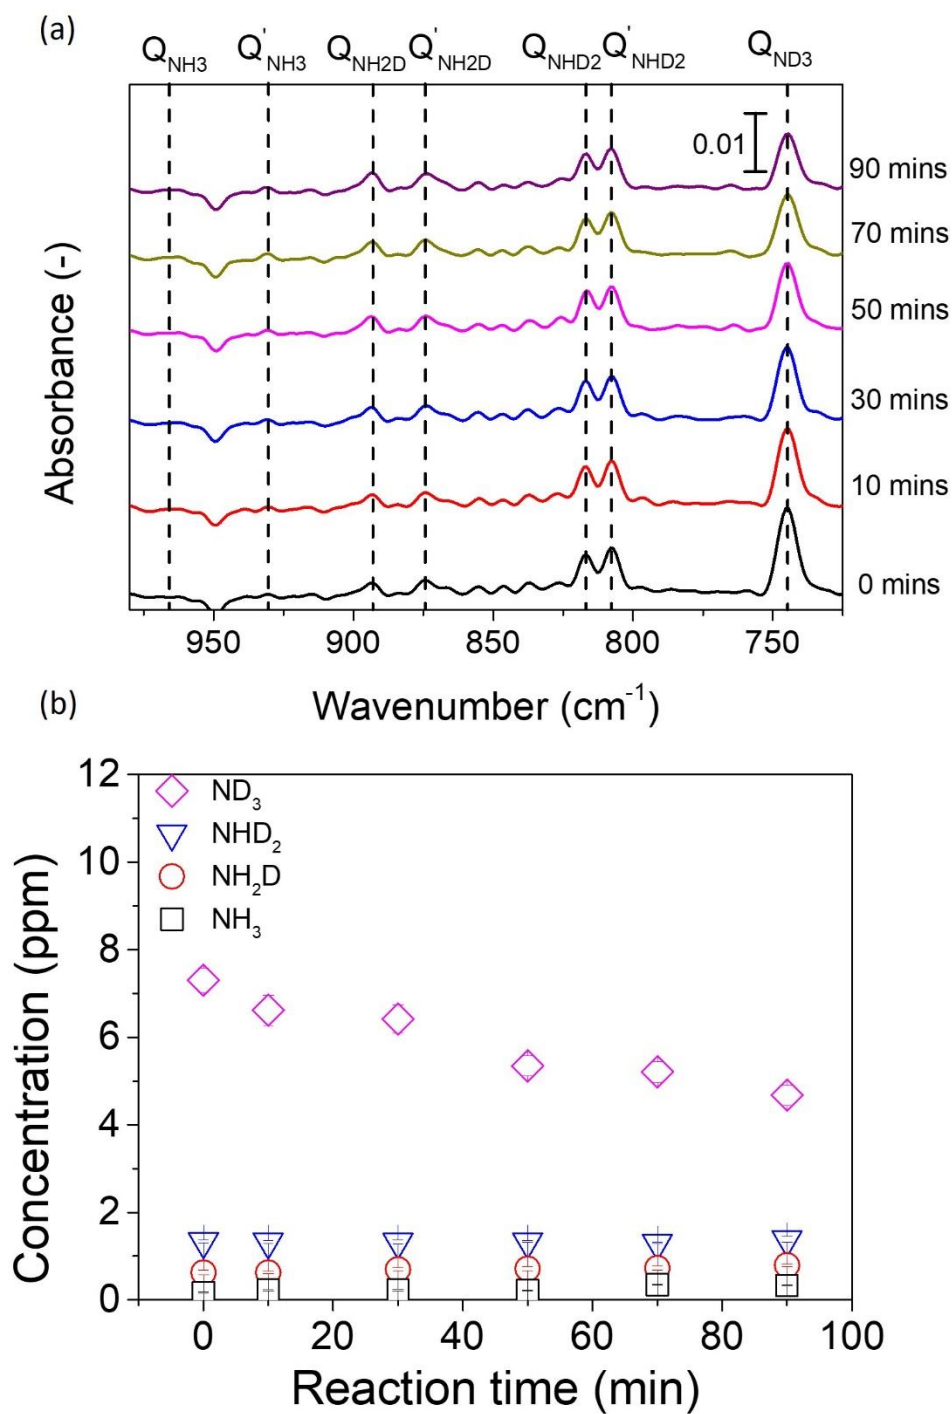 (a)
Q_NH3 Q'_NH3 Q_NH2D Q'_NH2D Q_NHD2 Q'_NHD2 Q_ND3
0.01
90 mins
70 mins
50 mins
30 mins
10 mins
0 mins
Absorbance (-)
950 900 850 800 750
Wavenumber (cm⁻¹)
(b)
12
10
8
6
4
2
0
ND₃
NHD₂
NH₂D
NH₃
Concentration (ppm)
0 20 40 60 80 100
Reaction time (min)